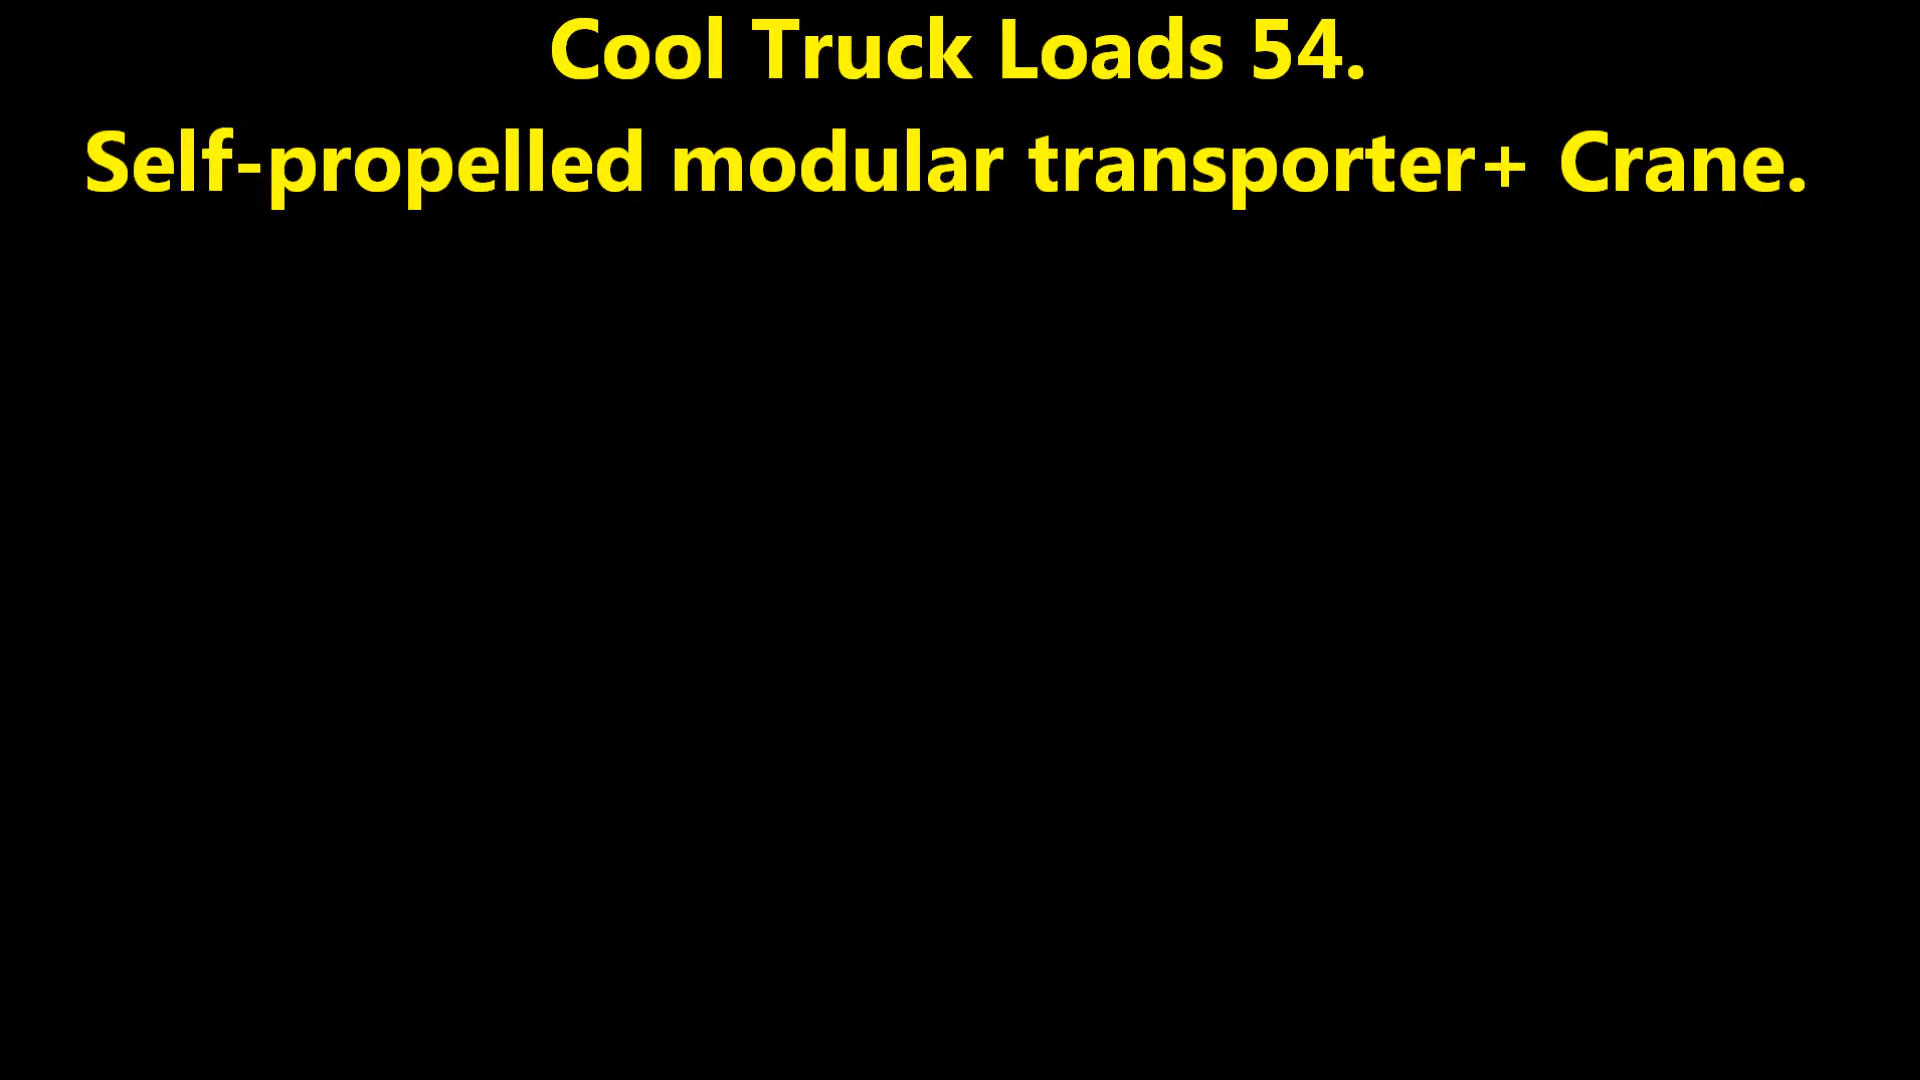 Cool Truck Loads 54.
Self-propelled modular transporter+ Crane.